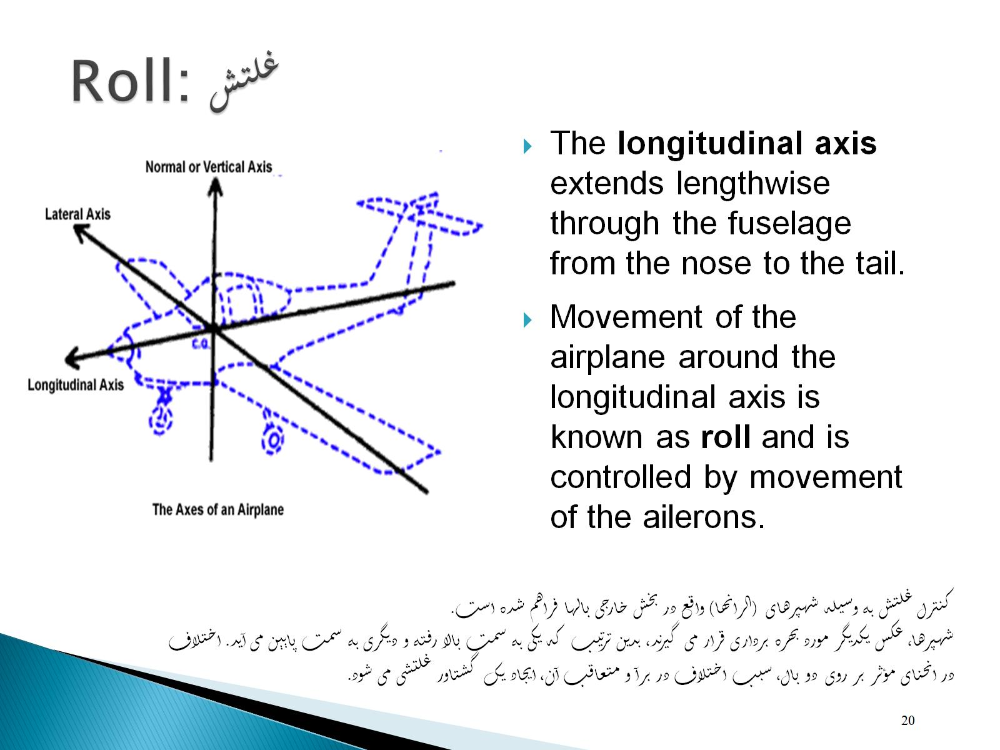 Roll: غلتش
Normal or Vertical Axis
Lateral Axis
C.G.
Longitudinal Axis
The Axes of an Airplane
The longitudinal axis
extends lengthwise
through the fuselage
from the nose to the tail.
Movement of the
airplane around the
longitudinal axis is
known as roll and is
controlled by movement
of the ailerons.
کنترل غلتش به وسیله شهپرهای (الرانها) واقع در بخش خارجی بالها فراهم شده است.
شهپرها، عکس یکدیگر مورد بهره برداری قرار می گیرند، بدین ترتیب که یکی به سمت بالا رفته و دیگری به سمت پایین می آید. اختلاف
در انحنای مؤثر بر روی دو بال، سبب اختلاف در برآ و متعاقب آن، ایجاد یک گشتاور غلتشی می شود.
20